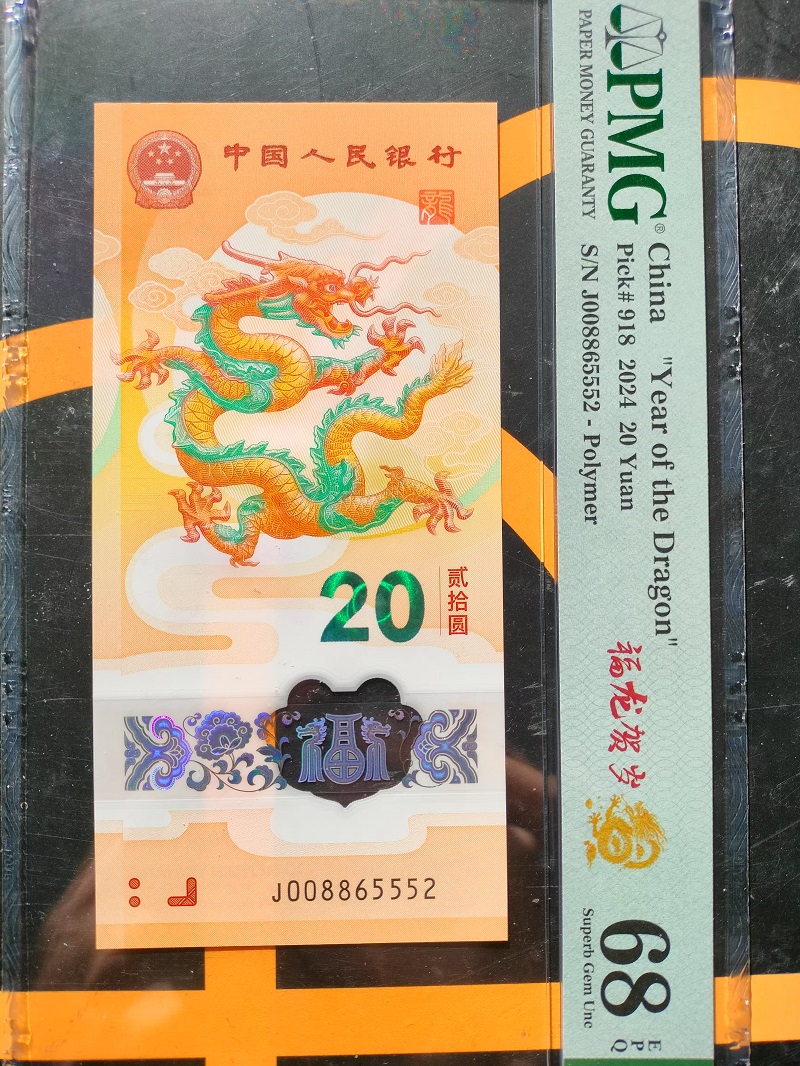 中国人民银行
龍
20
贰拾圆
福
J008865552
PMG®
PAPER MONEY GUARANTY
China "Year of the Dragon"
Pick# 918 2024 20 Yuan
S/N J008865552 - Polymer
福龙贺岁
68 EPQ
Superb Gem Unc